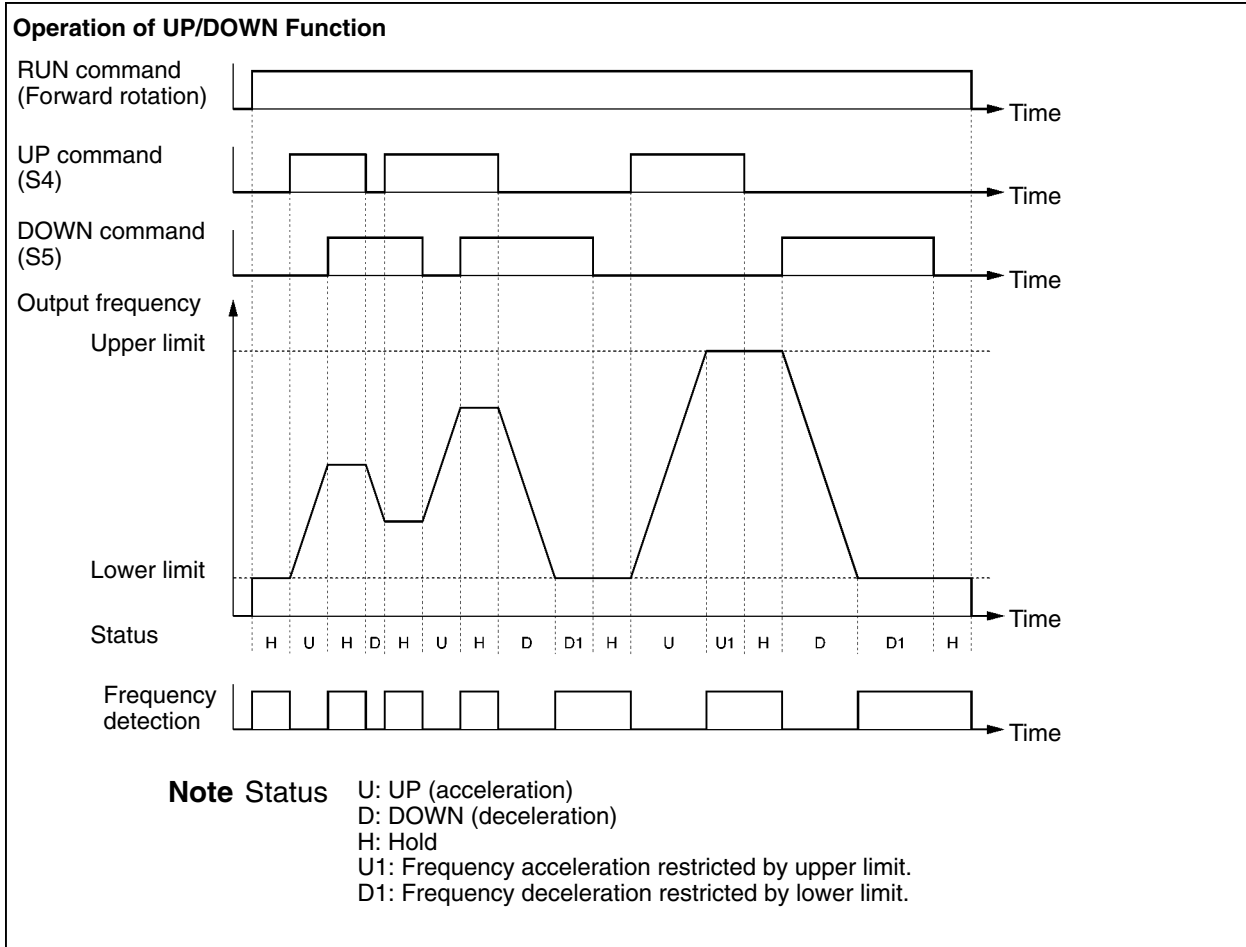 Operation of UP/DOWN Function
RUN command
(Forward rotation)
Time
UP command
(S4)
Time
DOWN command
(S5)
Time
Output frequency
Upper limit
Lower limit
Time
Status
H U H D H U H D D1 H U U1 H D D1 H
Frequency
detection
Time
Note Status U: UP (acceleration)
D: DOWN (deceleration)
H: Hold
U1: Frequency acceleration restricted by upper limit.
D1: Frequency deceleration restricted by lower limit.